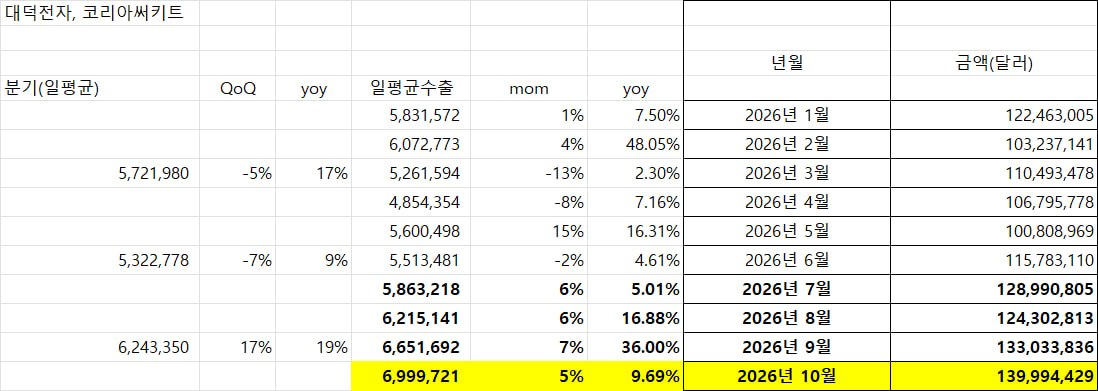 대덕전자, 코리아써키트
년월 금액(달러)
분기(일평균) QoQ yoy 일평균수출 mom yoy
5,831,572 1% 7.50% 2026년 1월 122,463,005
6,072,773 4% 48.05% 2026년 2월 103,237,141
5,721,980 -5% 17% 5,261,594 -13% 2.30% 2026년 3월 110,493,478
4,854,354 -8% 7.16% 2026년 4월 106,795,778
5,600,498 15% 16.31% 2026년 5월 100,808,969
5,322,778 -7% 9% 5,513,481 -2% 4.61% 2026년 6월 115,783,110
5,863,218 6% 5.01% 2026년 7월 128,990,805
6,215,141 6% 16.88% 2026년 8월 124,302,813
6,243,350 17% 19% 6,651,692 7% 36.00% 2026년 9월 133,033,836
6,999,721 5% 9.69% 2026년 10월 139,994,429